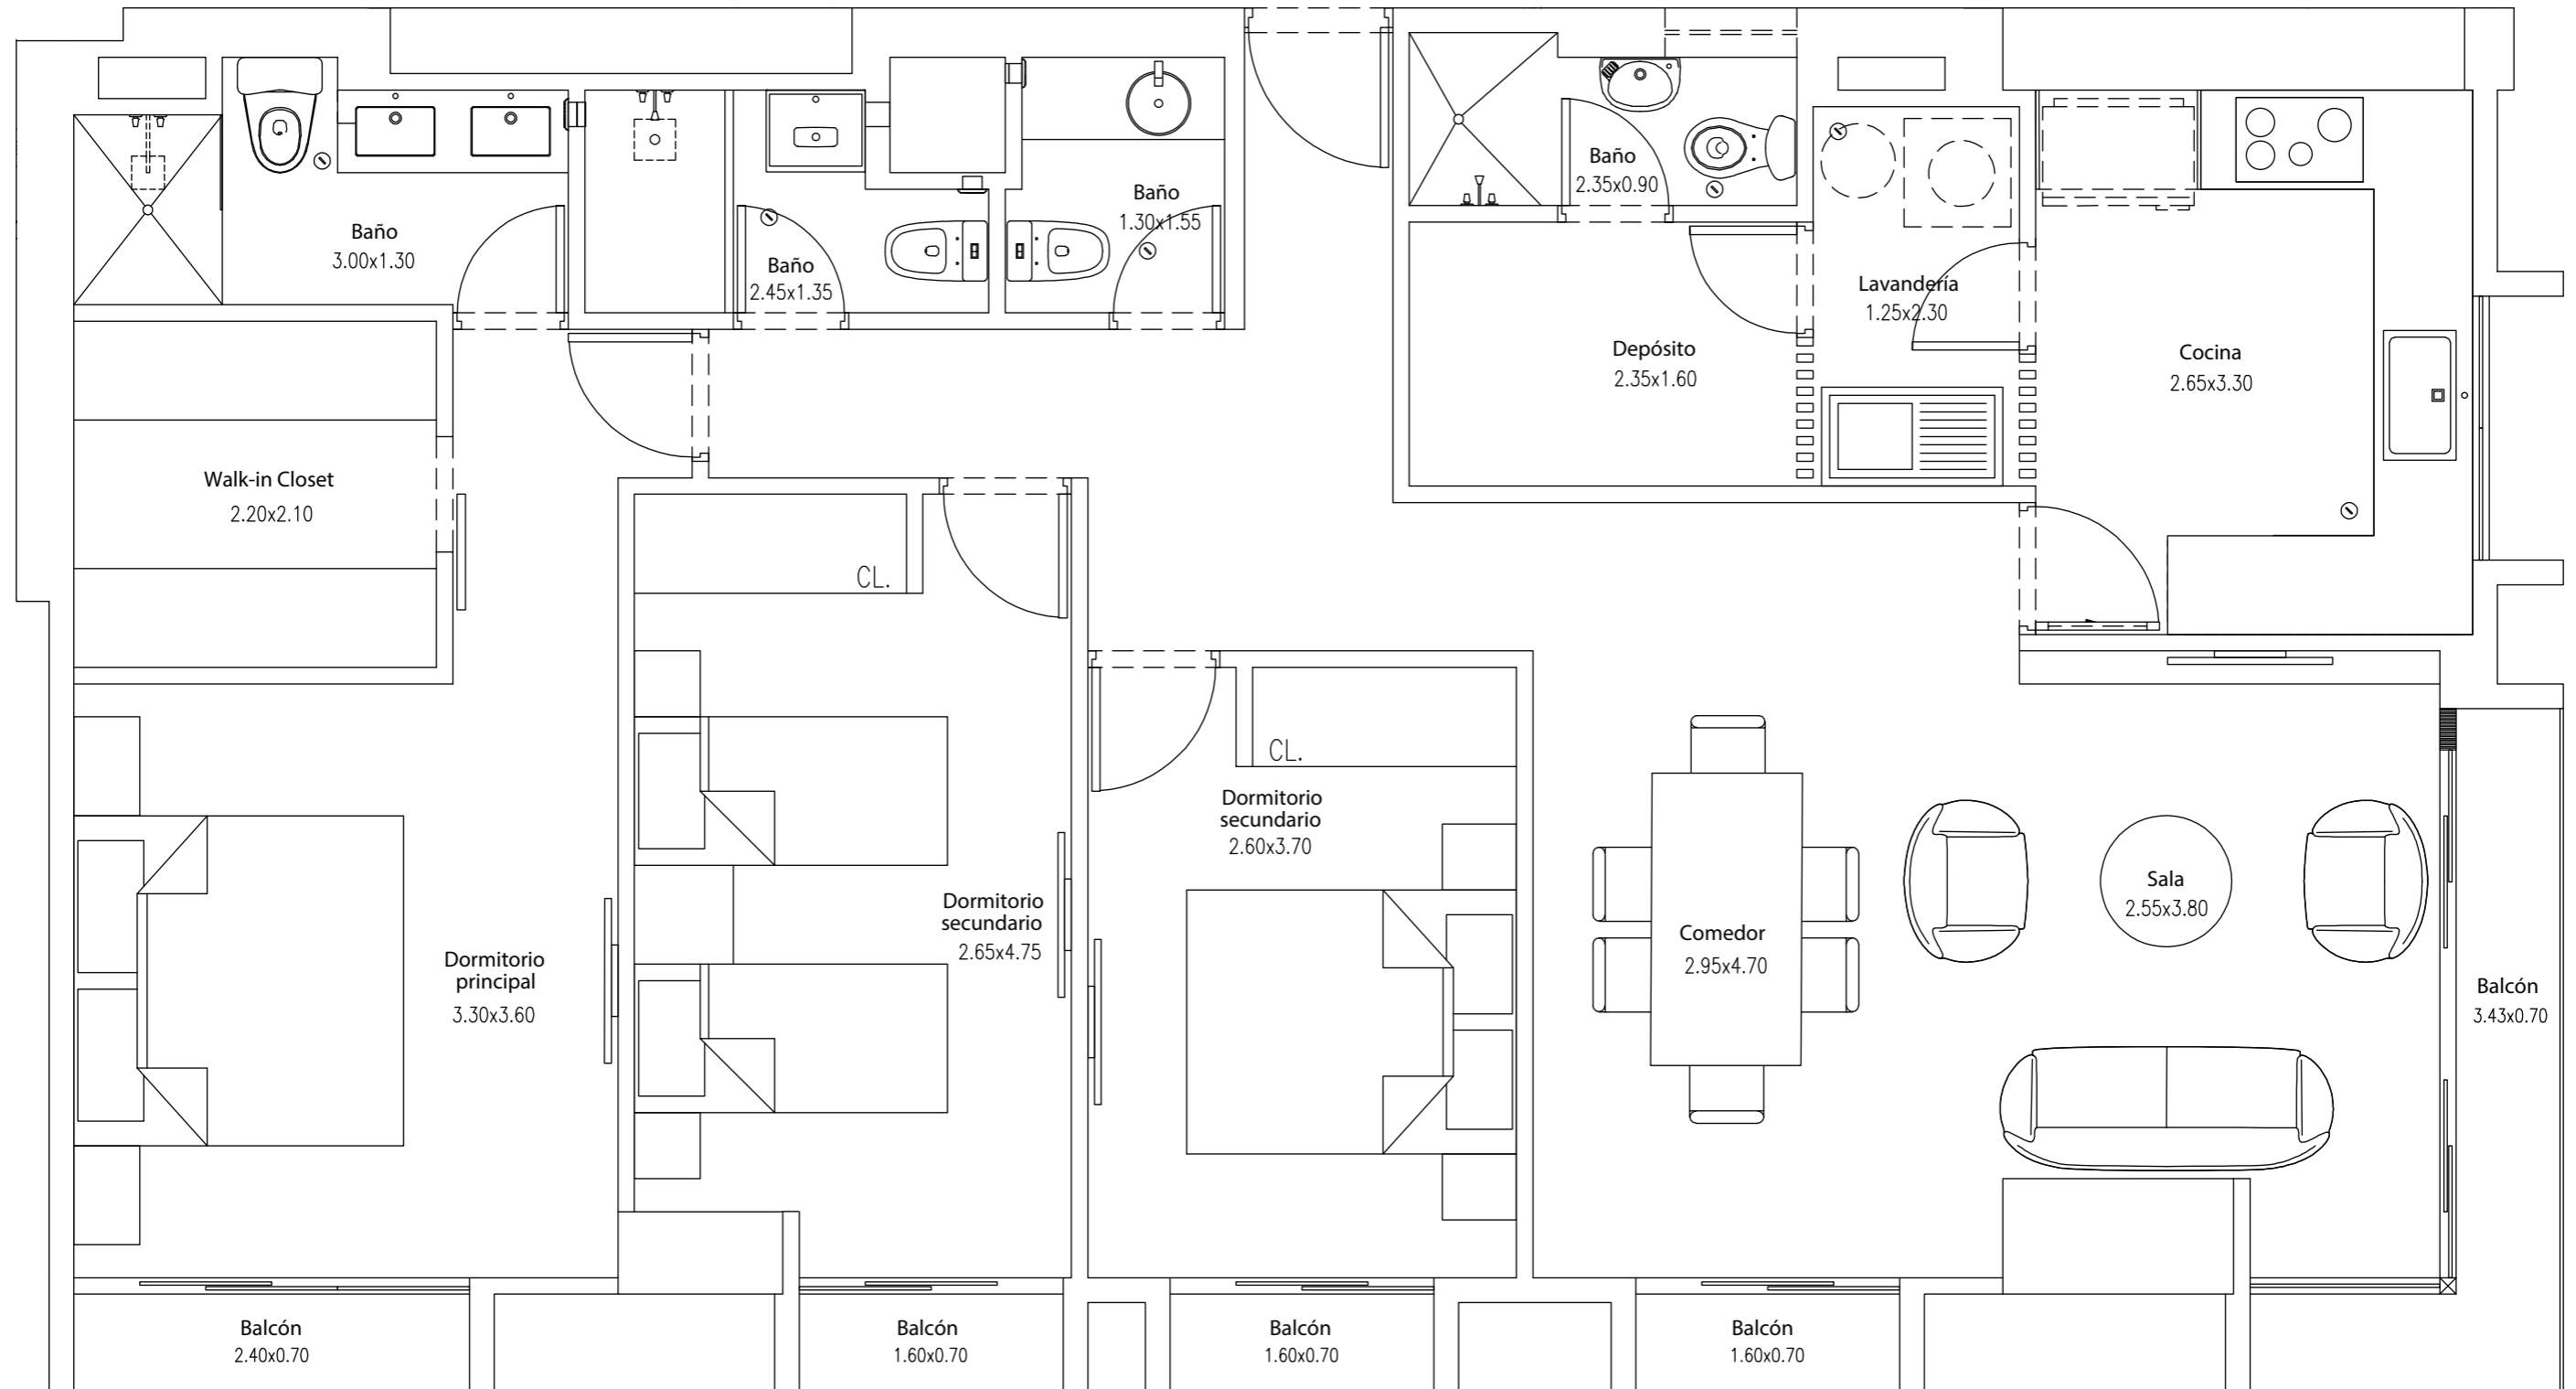 Baño
3.00x1.30
Baño
2.45x1.35
Baño
1.30x1.55
Baño
2.35x0.90
Lavandería
1.25x2.30
Depósito
2.35x1.60
Cocina
2.65x3.30
Walk-in Closet
2.20x2.10
CL.
CL.
Dormitorio
principal
3.30x3.60
Dormitorio
secundario
2.65x4.75
Dormitorio
secundario
2.60x3.70
Comedor
2.95x4.70
Sala
2.55x3.80
Balcón
3.43x0.70
Balcón
2.40x0.70
Balcón
1.60x0.70
Balcón
1.60x0.70
Balcón
1.60x0.70